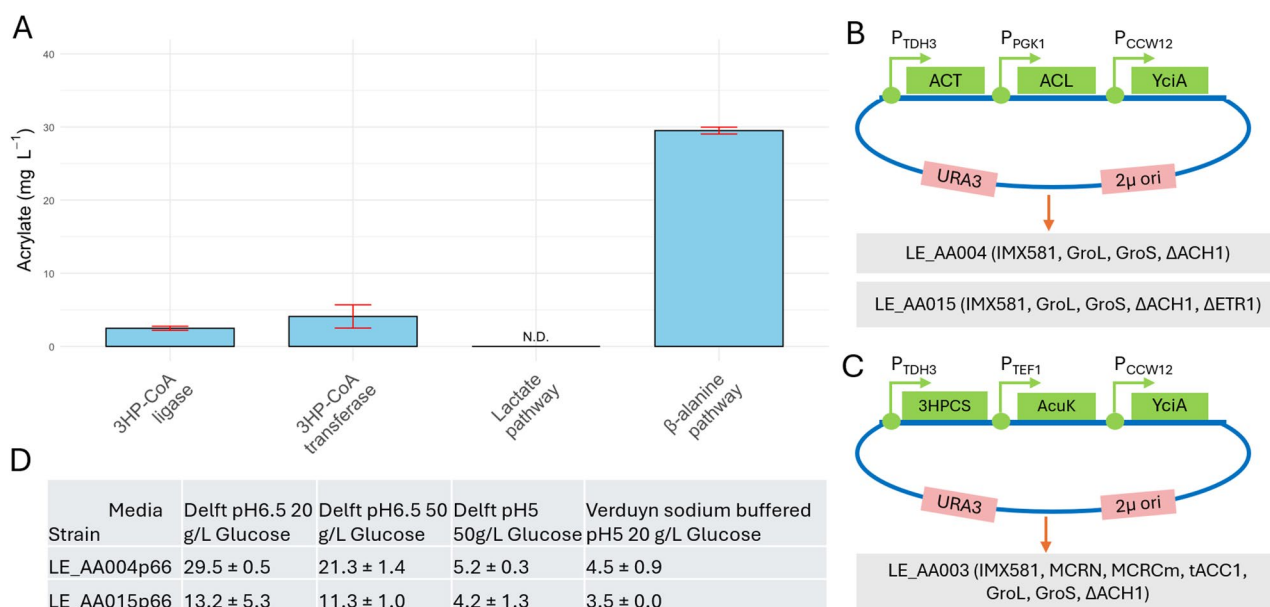 A
Acrylate (mg L⁻¹)
40
30
20
10
0
N.D.
3HP-CoA
ligase
3HP-CoA
transferase
Lactate
pathway
β-alanine
pathway
B
PTDH3
PPGK1
PCCW12
ACT
ACL
YciA
URA3
2μ ori
LE_AA004 (IMX581, GroL, GroS, ΔACH1)
LE_AA015 (IMX581, GroL, GroS, ΔACH1, ΔETR1)
C
PTDH3
PTEF1
PCCW12
3HPCS
AcuK
YciA
URA3
2μ ori
LE_AA003 (IMX581, MCRN, MCRCm, tACC1,
GroL, GroS, ΔACH1)
D
Media
Strain
Delft pH6.5 20
g/L Glucose
Delft pH6.5 50
g/L Glucose
Delft pH5
50g/L Glucose
Verduyn sodium buffered
pH5 20 g/L Glucose
LE_AA004p66 29.5 ± 0.5 21.3 ± 1.4 5.2 ± 0.3 4.5 ± 0.9
LE_AA015p66 13.2 ± 5.3 11.3 ± 1.0 4.2 ± 1.3 3.5 ± 0.0